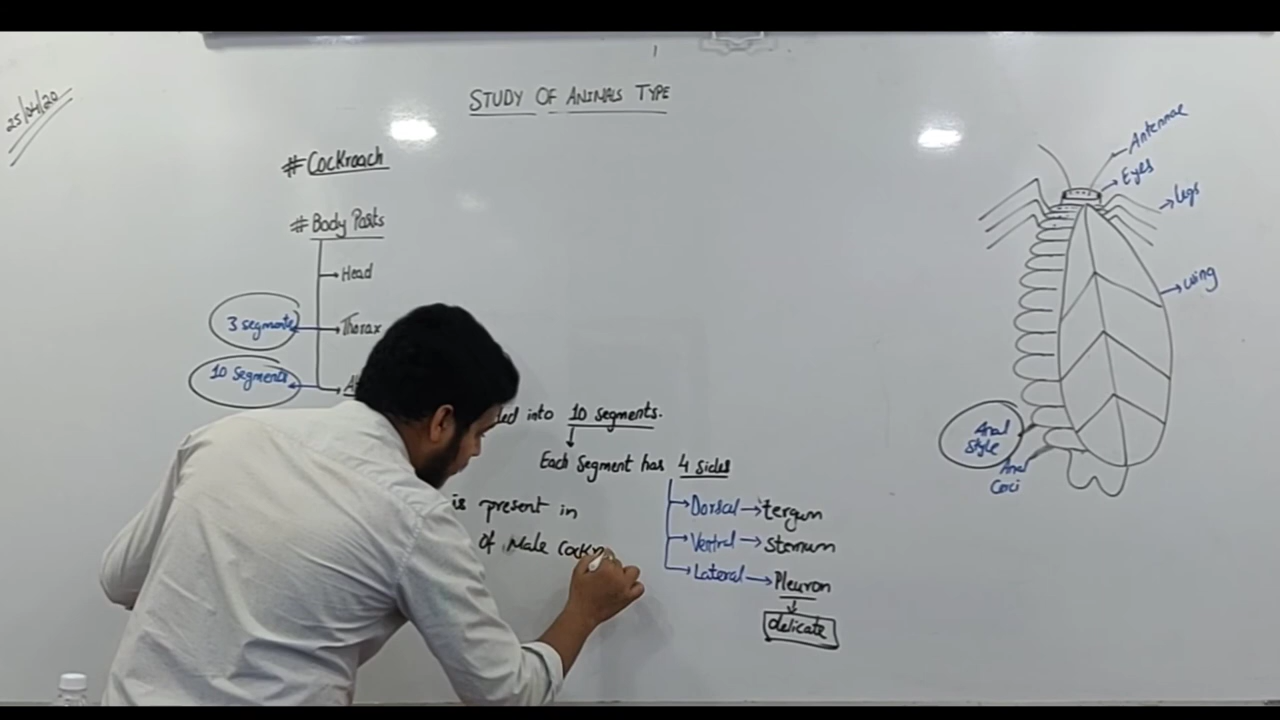 25/04/20
STUDY OF ANIMALS TYPE
# Cockroach
# Body Parts
Head
3 segments
Thorax
10 segments
into 10 segments.
Each segment has 4 sides
is present in
of Male
Dorsal → tergum
Ventral → sternum
Lateral → Pleuron
delicate
Antennae
Eyes
Legs
wing
Anal
Style
Anal
Cerci